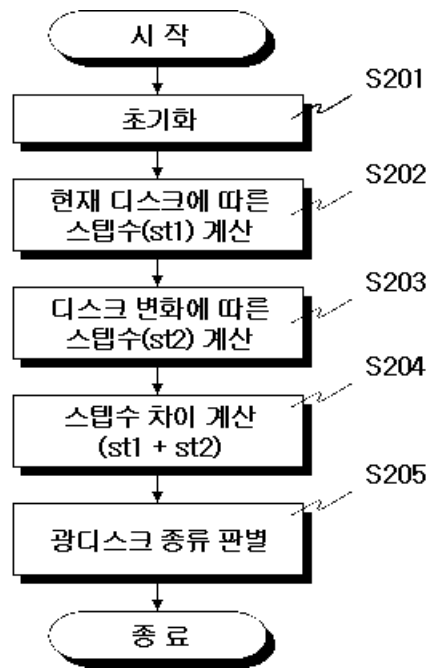 시 작
S201
초기화
S202
현재 디스크에 따른
스텝수(st1) 계산
S203
디스크 변화에 따른
스텝수(st2) 계산
S204
스텝수 차이 계산
(st1 + st2)
S205
광디스크 종류 판별
종 료